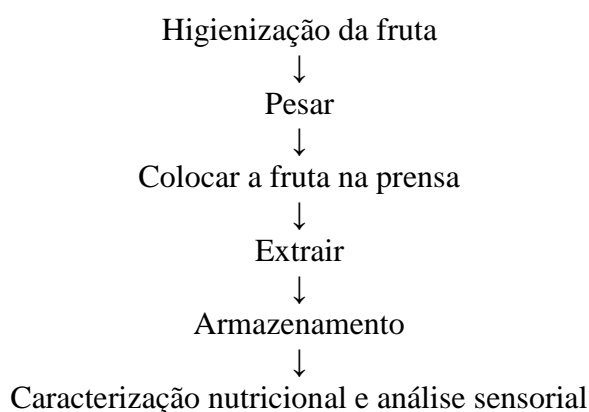 Higienização da fruta
↓
Pesar
↓
Colocar a fruta na prensa
↓
Extrair
↓
Armazenamento
↓
Caracterização nutricional e análise sensorial